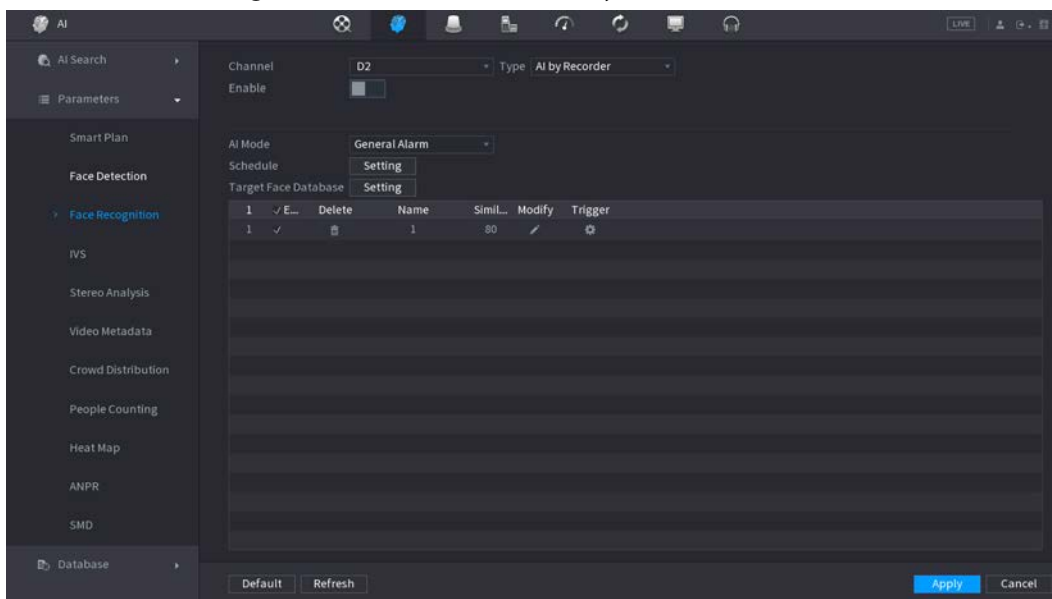 AI
LIVE
AI Search
Parameters
Smart Plan
Face Detection
Face Recognition
IVS
Stereo Analysis
Video Metadata
Crowd Distribution
People Counting
Heat Map
ANPR
SMD
Database
Channel D2 Type AI by Recorder
Enable
AI Mode General Alarm
Schedule Setting
Target Face Database Setting
1 E... Delete Name Simil... Modify Trigger
1 1 80
Default Refresh Apply Cancel